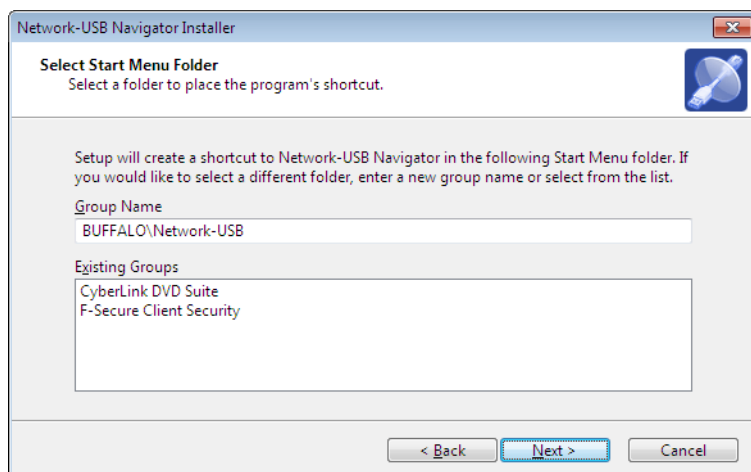 Network-USB Navigator Installer
Select Start Menu Folder
Select a folder to place the program's shortcut.
Setup will create a shortcut to Network-USB Navigator in the following Start Menu folder. If
you would like to select a different folder, enter a new group name or select from the list.
Group Name
BUFFALO\Network-USB
Existing Groups
CyberLink DVD Suite
F-Secure Client Security
< Back Next > Cancel